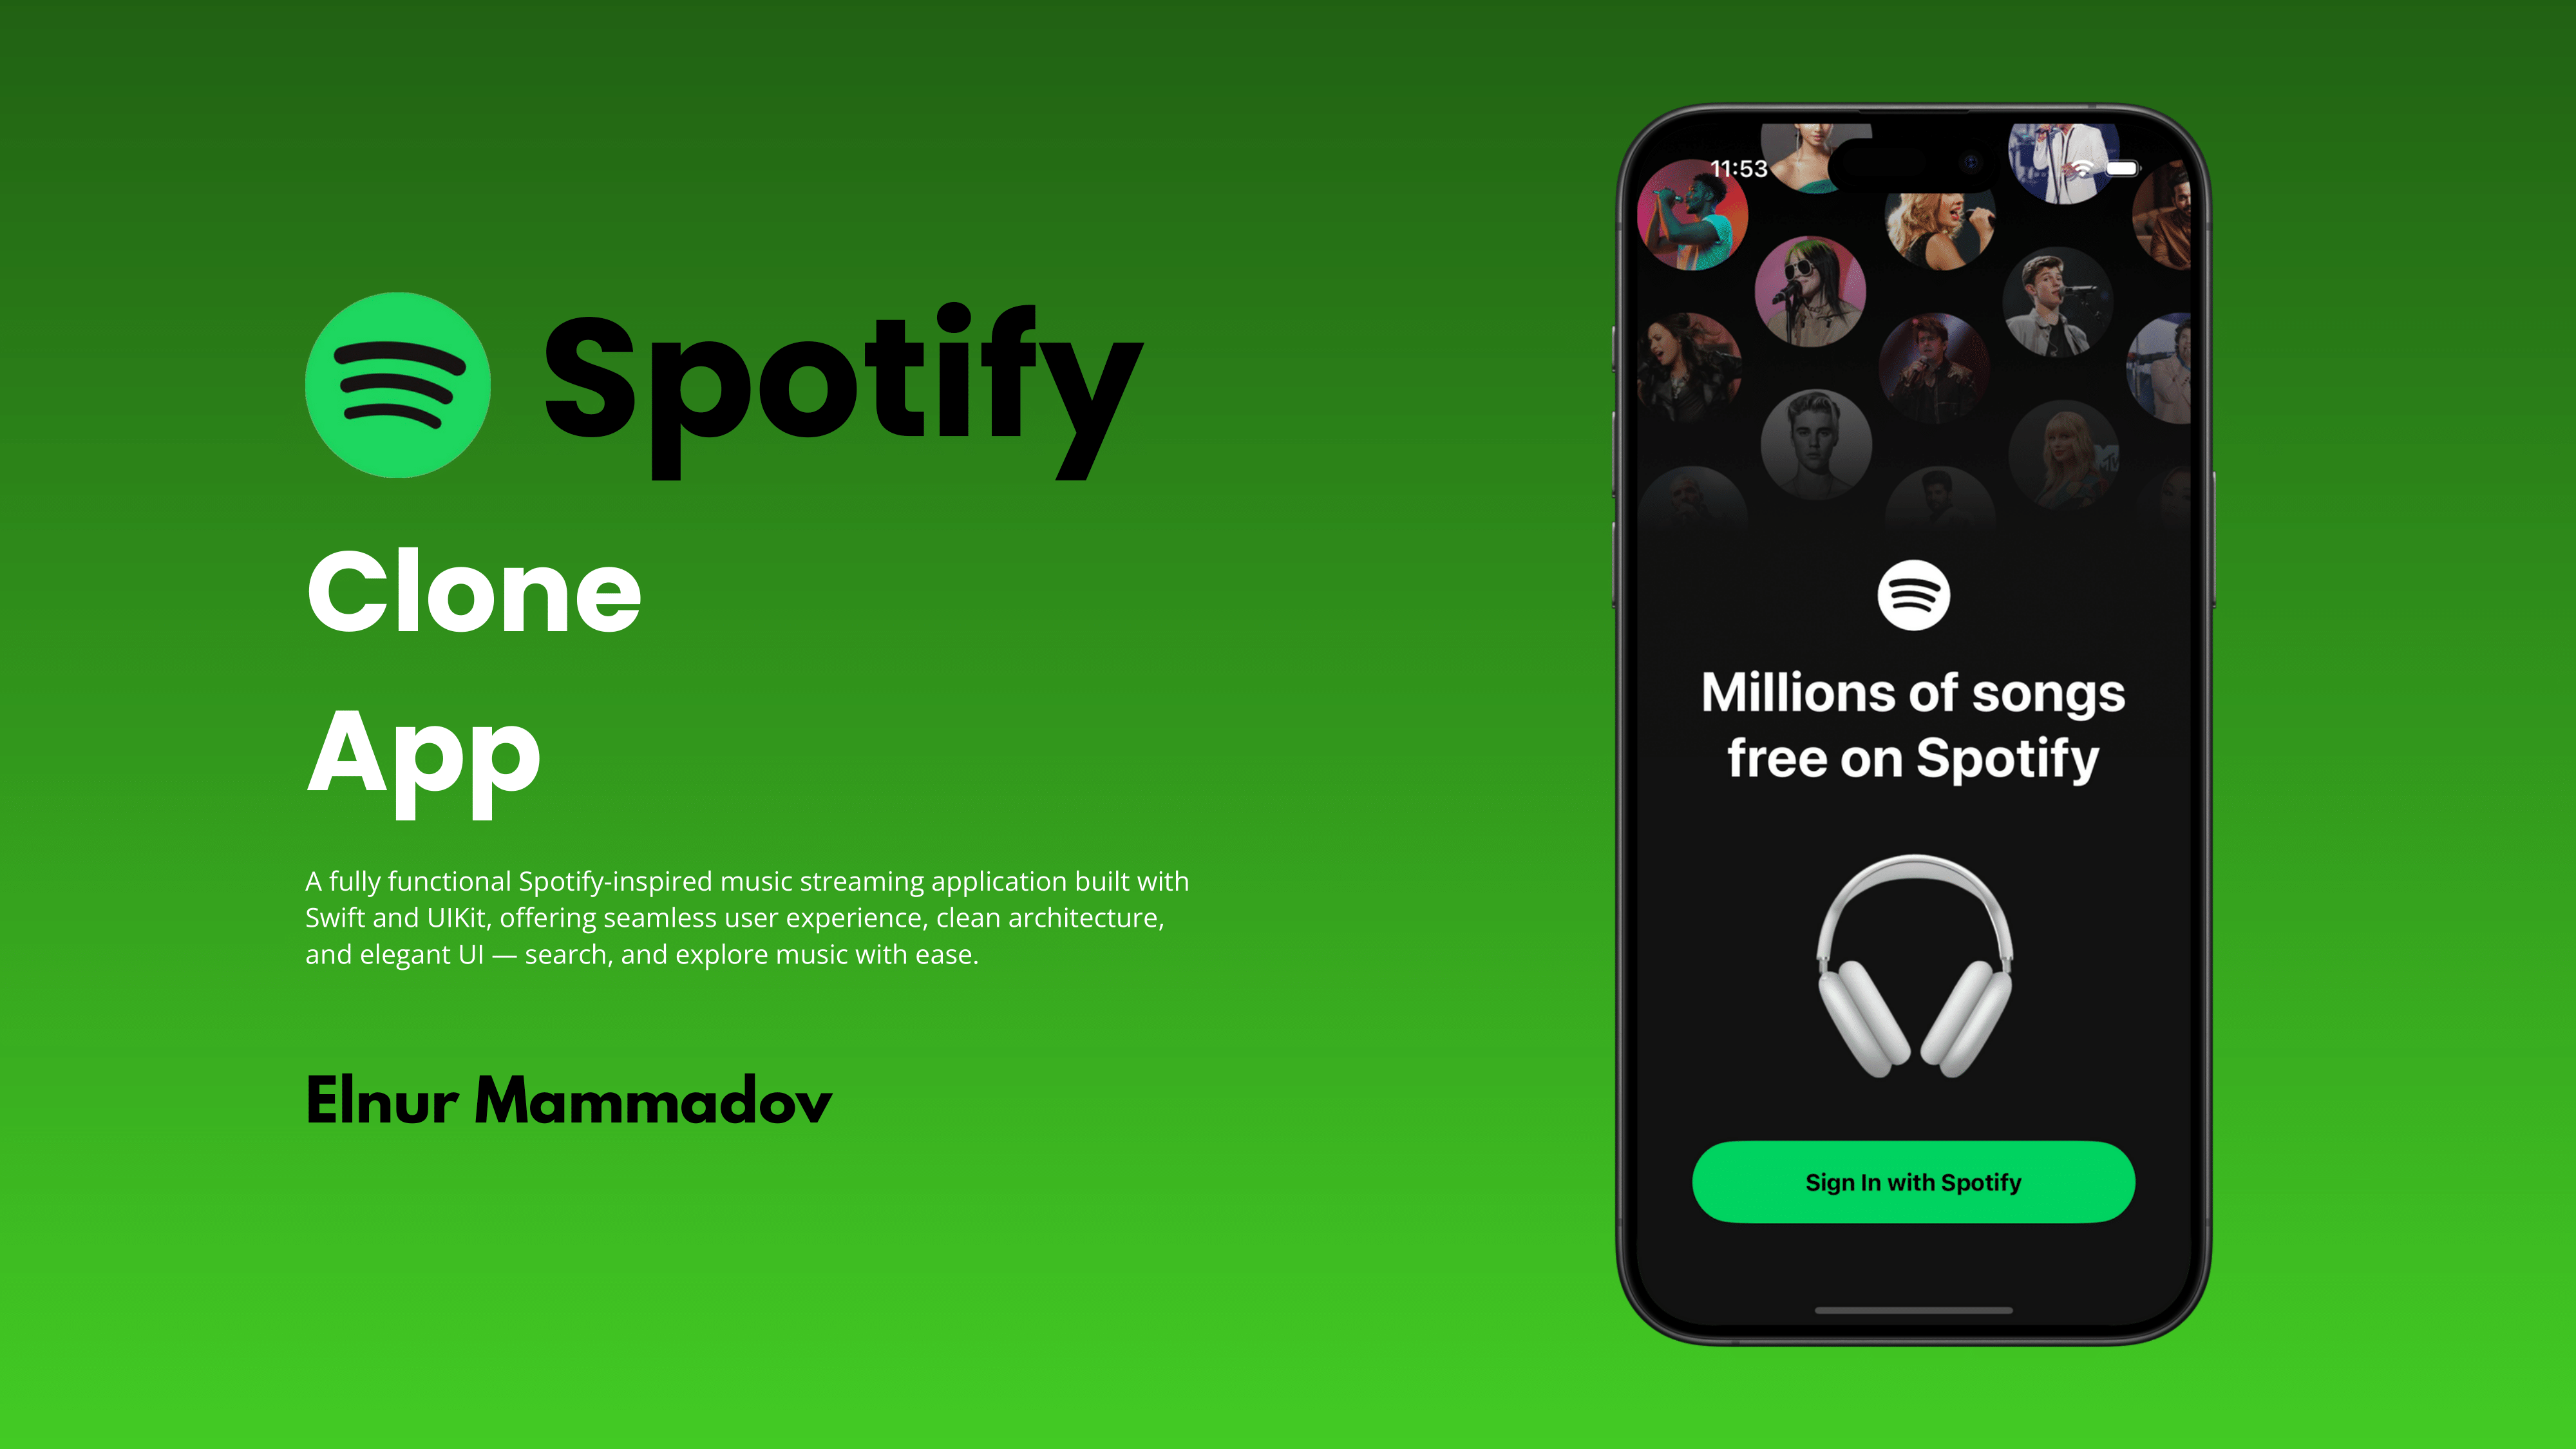 Spotify
Clone
App
A fully functional Spotify-inspired music streaming application built with
Swift and UIKit, offering seamless user experience, clean architecture,
and elegant UI — search, and explore music with ease.
Elnur Mammadov
11:53
MTV
Millions of songs
free on Spotify
Sign In with Spotify